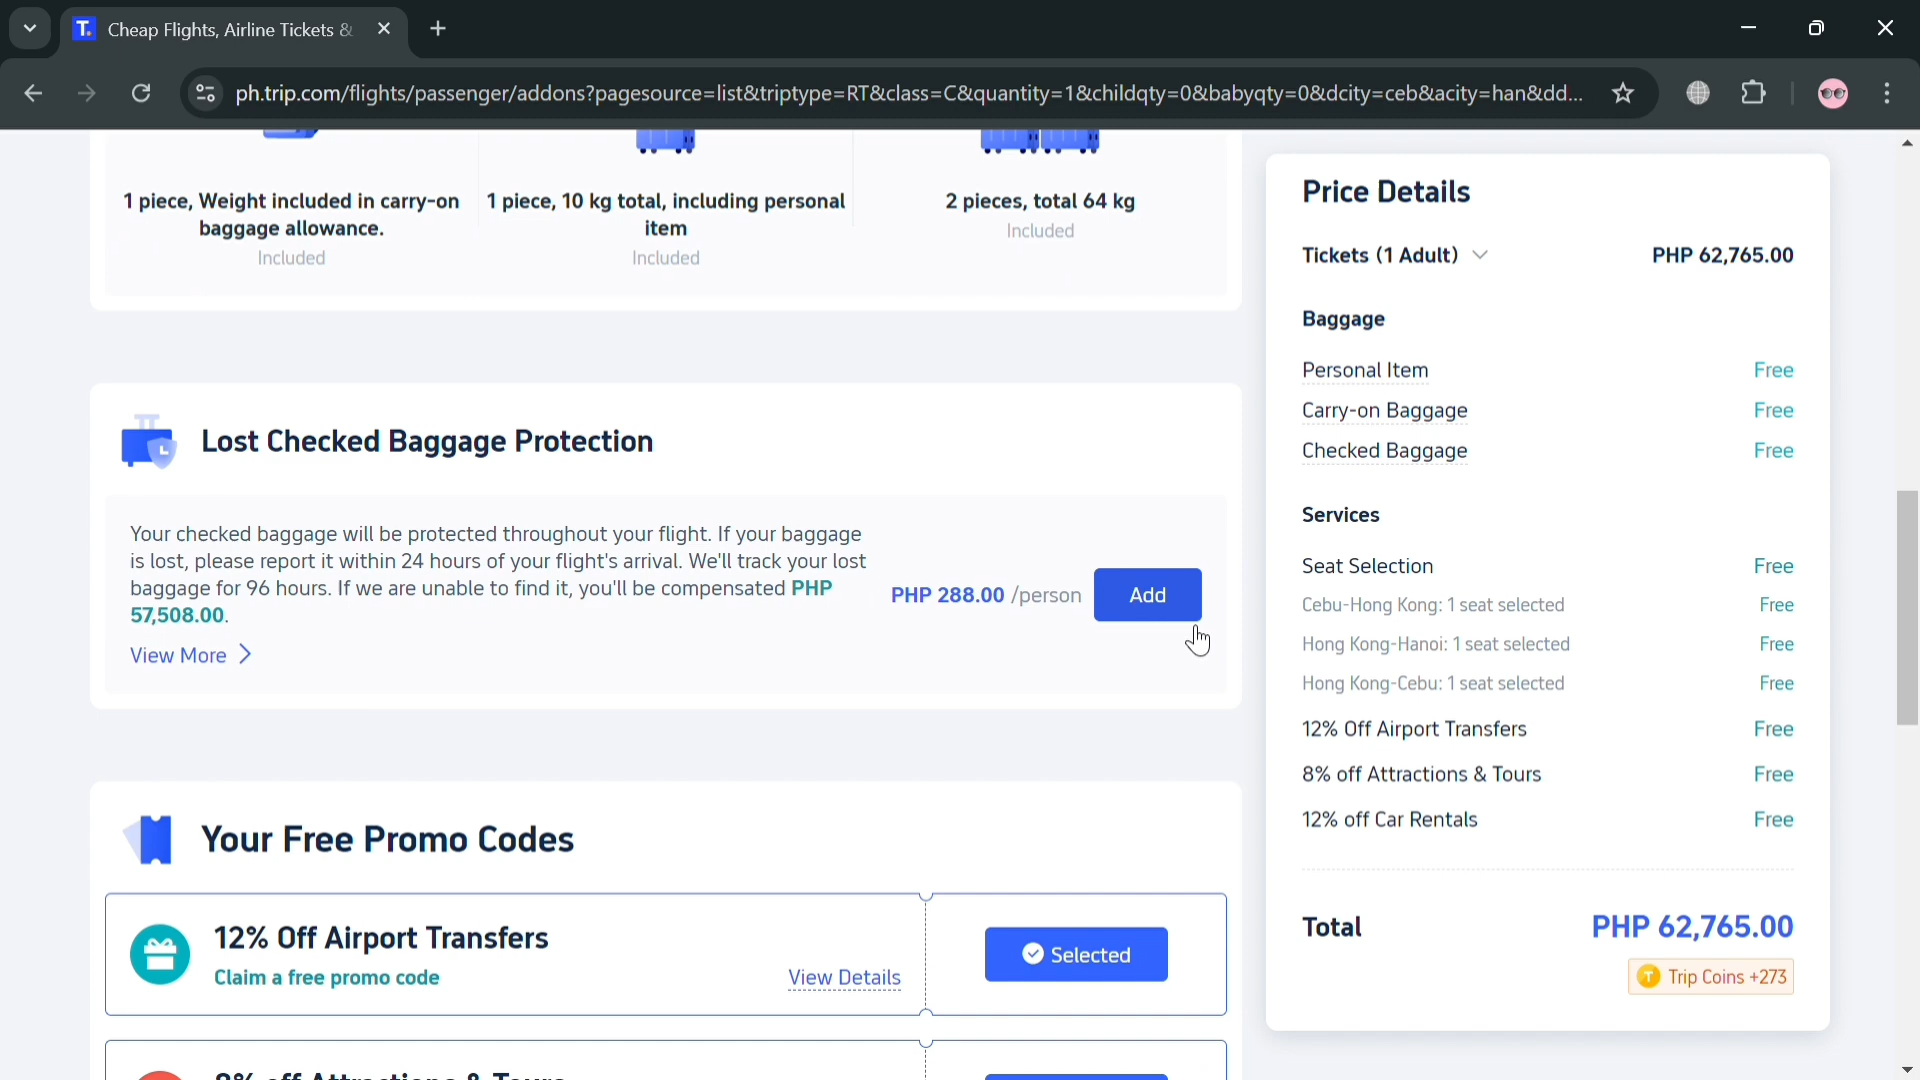 T.
Cheap Flights, Airline Tickets &
ph.trip.com/flights/passenger/addons?pagesource=list&triptype=RT&class=C&quantity=1&childqty=0&babyqty=0&dcity=ceb&acity=han&dd...
1 piece, Weight included in carry-on
baggage allowance.
Included
1 piece, 10 kg total, including personal
item
Included
2 pieces, total 64 kg
Included
Lost Checked Baggage Protection
Your checked baggage will be protected throughout your flight. If your baggage
is lost, please report it within 24 hours of your flight's arrival. We'll track your lost
baggage for 96 hours. If we are unable to find it, you'll be compensated PHP
57,508.00.
View More
PHP 288.00 /person
Add
Your Free Promo Codes
12% Off Airport Transfers
Claim a free promo code
View Details
Selected
8% off Attractions & Tours
Price Details
Tickets (1 Adult) PHP 62,765.00
Baggage
Personal Item Free
Carry-on Baggage Free
Checked Baggage Free
Services
Seat Selection Free
Cebu-Hong Kong: 1 seat selected Free
Hong Kong-Hanoi: 1 seat selected Free
Hong Kong-Cebu: 1 seat selected Free
12% Off Airport Transfers Free
8% off Attractions & Tours Free
12% off Car Rentals Free
Total PHP 62,765.00
T Trip Coins +273